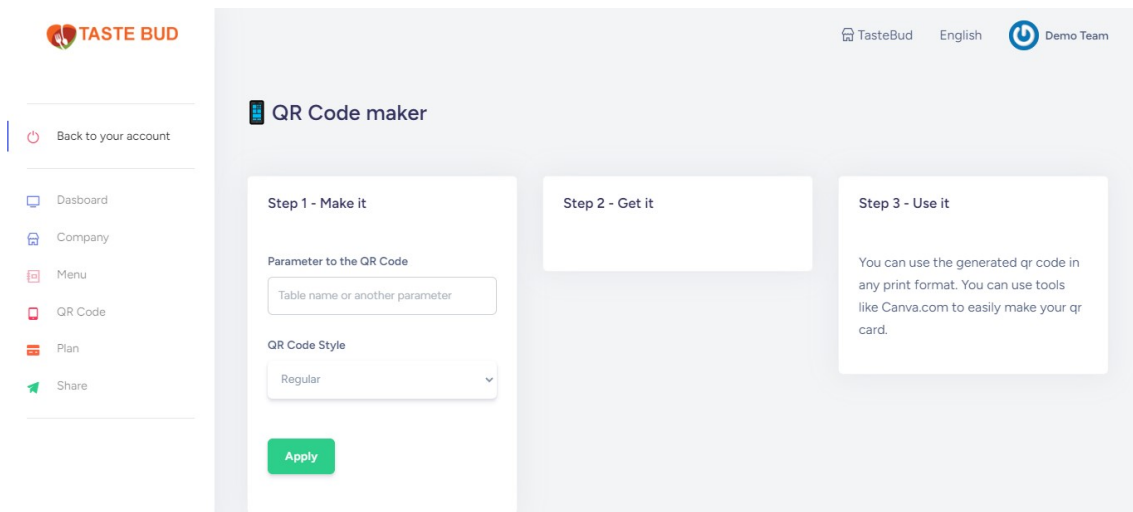 TASTE BUD
TasteBud
English
Demo Team
Back to your account
Dasboard
Company
Menu
QR Code
Plan
Share
QR Code maker
Step 1 - Make it
Parameter to the QR Code
Table name or another parameter
QR Code Style
Regular
Apply
Step 2 - Get it
Step 3 - Use it
You can use the generated qr code in
any print format. You can use tools
like Canva.com to easily make your qr
card.